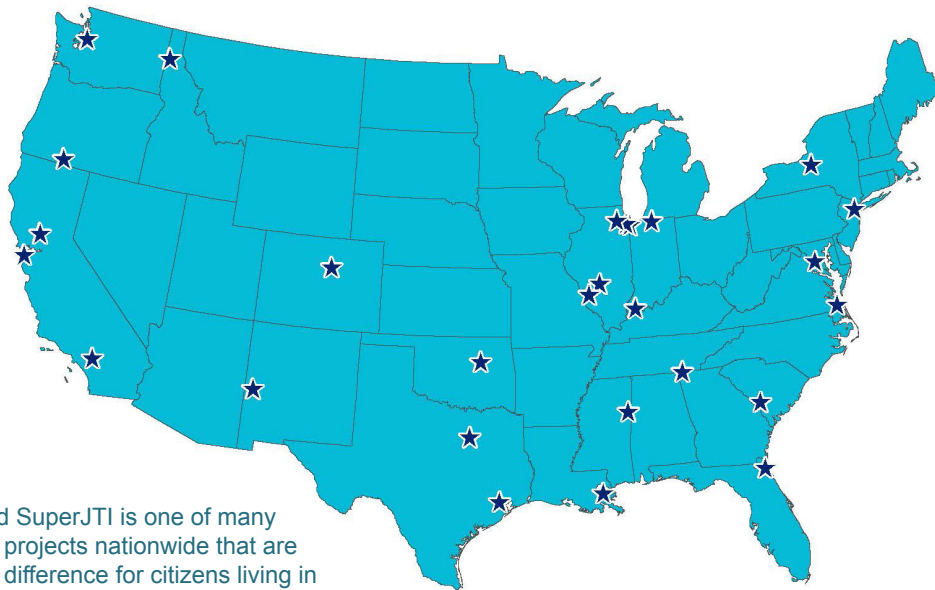 d SuperJTI is one of many
projects nationwide that are
difference for citizens living in